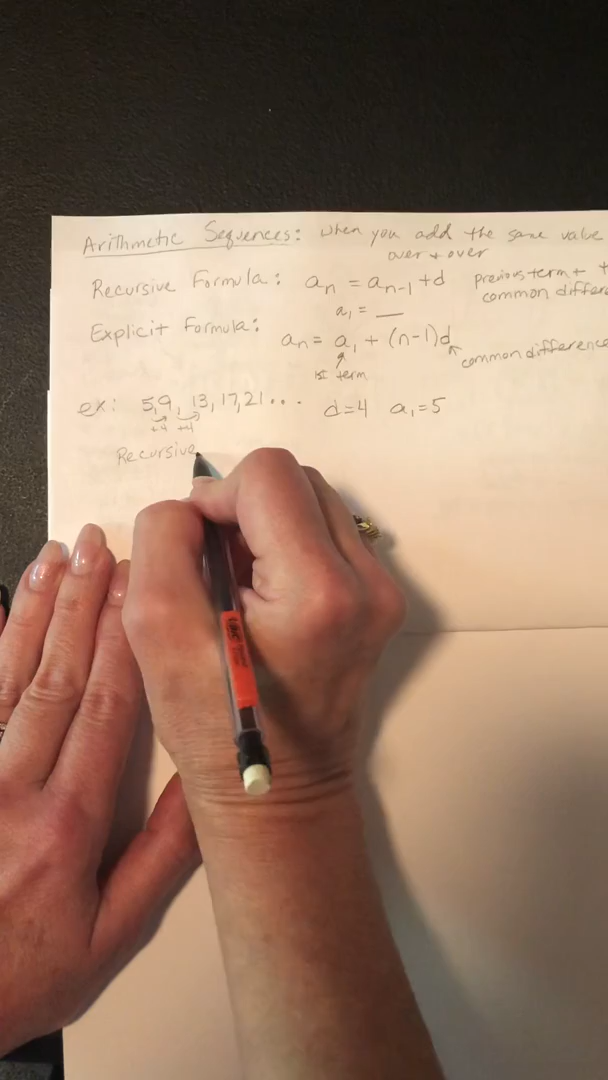 Arithmetic Sequences: when you add the same value
over + over
Recursive Formula: aₙ = aₙ₋₁ + d previous term +
common differe
a₁ = __
Explicit Formula: aₙ = a₁ + (n-1)d
common difference
1st term
ex: 5, 9, 13, 17, 21... d=4 a₁=5
+4 +4
Recursive
BIC